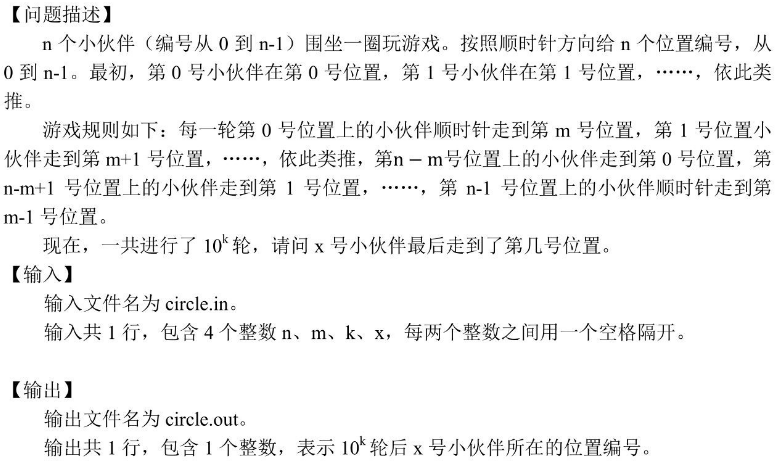 【问题描述】
n 个小伙伴（编号从 0 到 n-1）围坐一圈玩游戏。按照顺时针方向给 n 个位置编号，从
0 到 n-1。最初，第 0 号小伙伴在第 0 号位置，第 1 号小伙伴在第 1 号位置，……，依此类
推。
游戏规则如下：每一轮第 0 号位置上的小伙伴顺时针走到第 m 号位置，第 1 号位置小
伙伴走到第 m+1 号位置，……，依此类推，第n − m号位置上的小伙伴走到第 0 号位置，第
n-m+1 号位置上的小伙伴走到第 1 号位置，……，第 n-1 号位置上的小伙伴顺时针走到第
m-1 号位置。
现在，一共进行了 10^k 轮，请问 x 号小伙伴最后走到了第几号位置。
【输入】
输入文件名为 circle.in。
输入共 1 行，包含 4 个整数 n、m、k、x，每两个整数之间用一个空格隔开。
【输出】
输出文件名为 circle.out。
输出共 1 行，包含 1 个整数，表示 10^k 轮后 x 号小伙伴所在的位置编号。